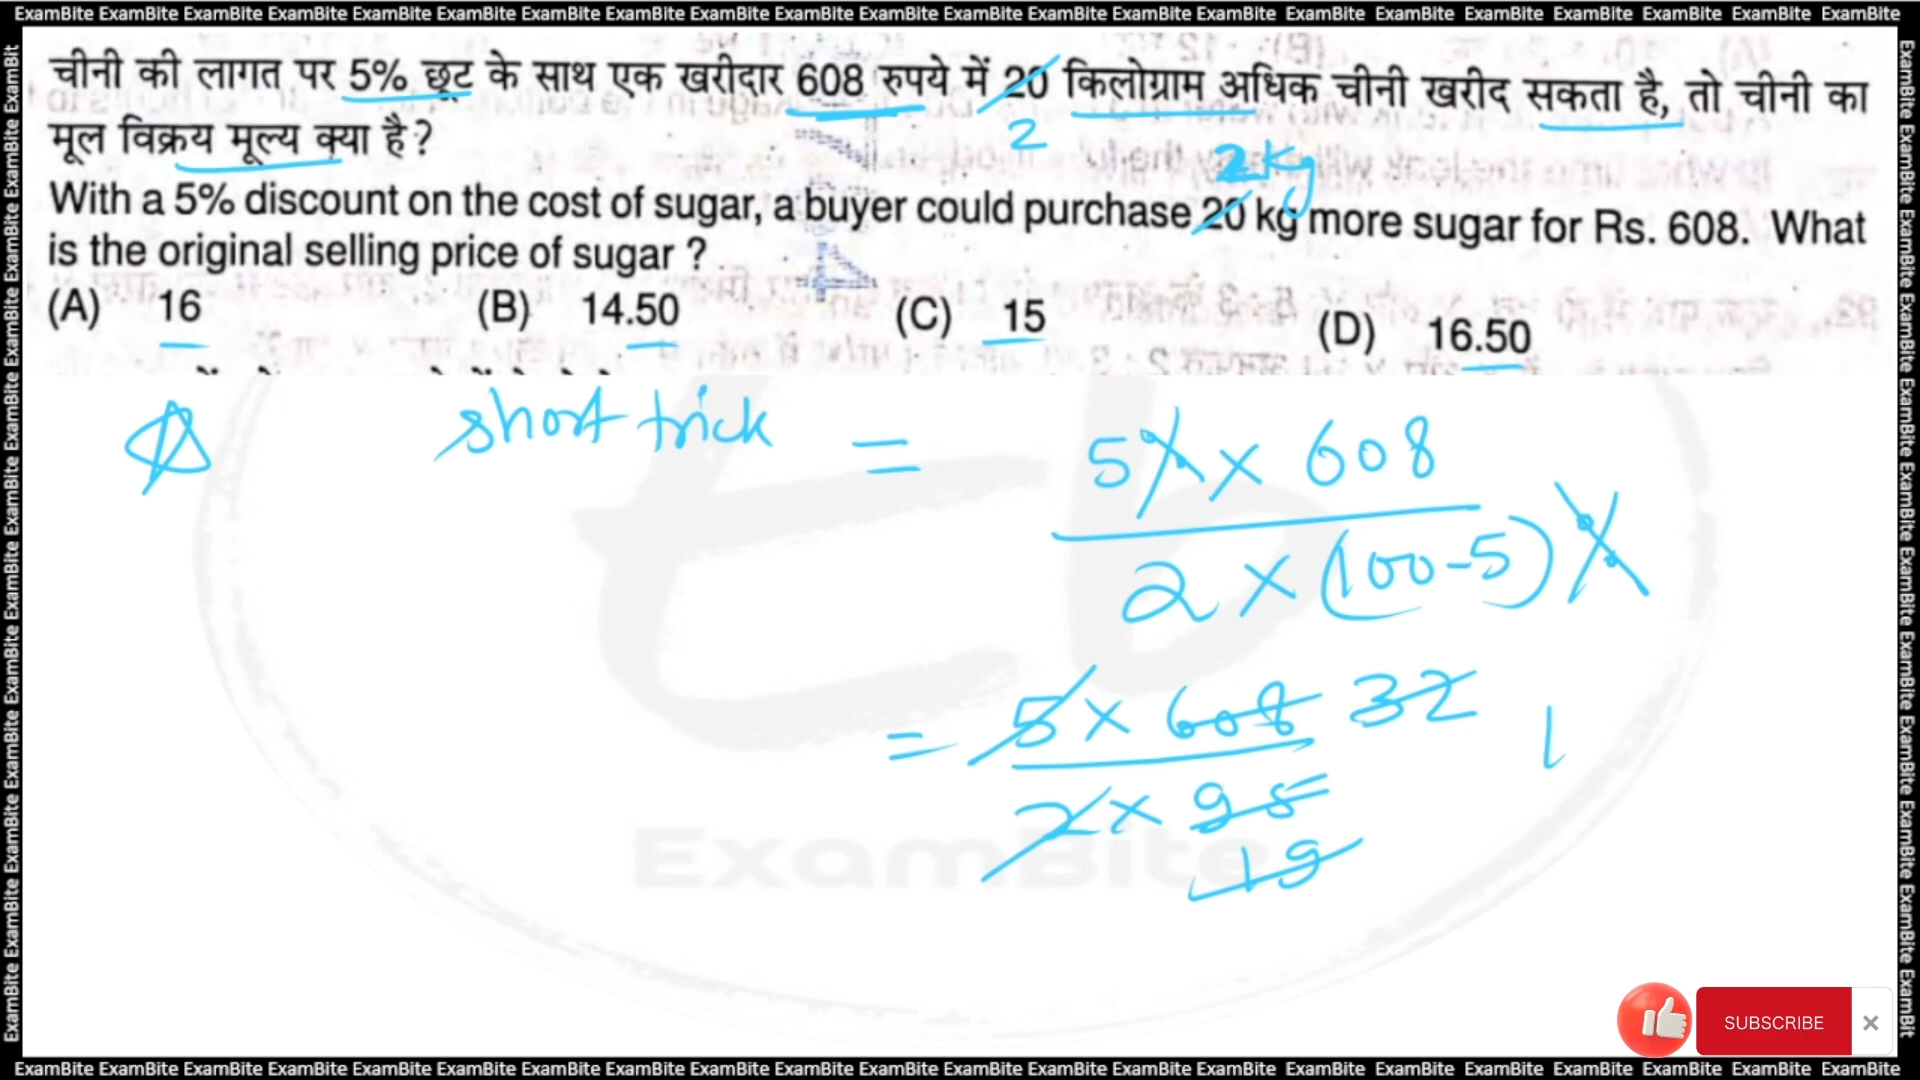 ExamBite ExamBite ExamBite ExamBite ExamBite ExamBite ExamBite ExamBite ExamBite ExamBite ExamBite ExamBite ExamBite ExamBite ExamBite ExamBite ExamBite ExamBite ExamBite ExamBite ExamBite ExamBite
चीनी की लागत पर 5% छूट के साथ एक खरीदार 608 रुपये में 20 किलोग्राम अधिक चीनी खरीद सकता है, तो चीनी का
मूल विक्रय मूल्य क्या है?
2
2kg
With a 5% discount on the cost of sugar, a buyer could purchase 20 kg more sugar for Rs. 608. What
is the original selling price of sugar ?
(A) 16 (B) 14.50 (C) 15 (D) 16.50
short trick = 5% × 608
2 × (100-5)%
= 5 × 608 32
2 × 95
19
ExamBite
SUBSCRIBE ×
ExamBite ExamBite ExamBite ExamBite ExamBite ExamBite ExamBite ExamBite ExamBite ExamBite ExamBite ExamBite ExamBite ExamBite ExamBite ExamBite ExamBite ExamBite ExamBite ExamBite ExamBite ExamBite